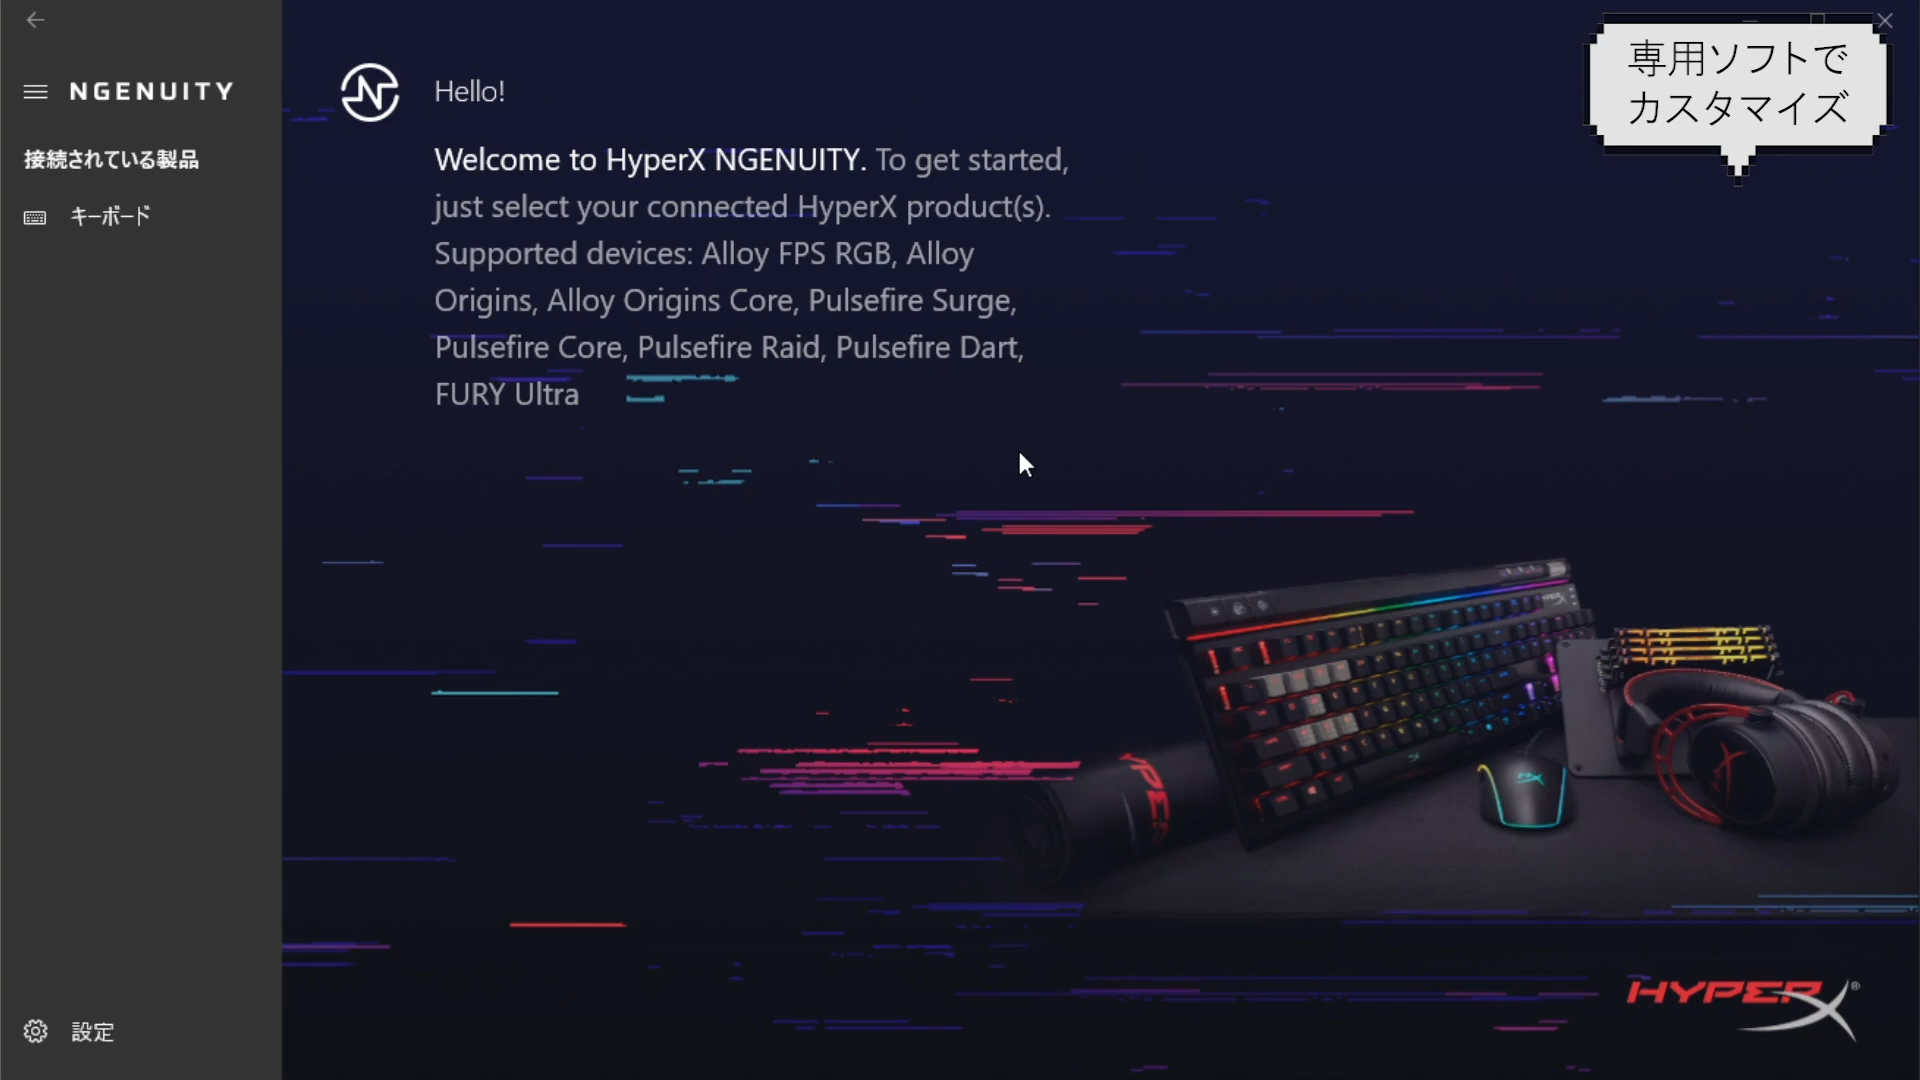 専用ソフトで
カスタマイズ
NGENUITY
接続されている製品
キーボード
設定
Hello!
Welcome to HyperX NGENUITY. To get started,
just select your connected HyperX product(s).
Supported devices: Alloy FPS RGB, Alloy
Origins, Alloy Origins Core, Pulsefire Surge,
Pulsefire Core, Pulsefire Raid, Pulsefire Dart,
FURY Ultra
HYPERX®